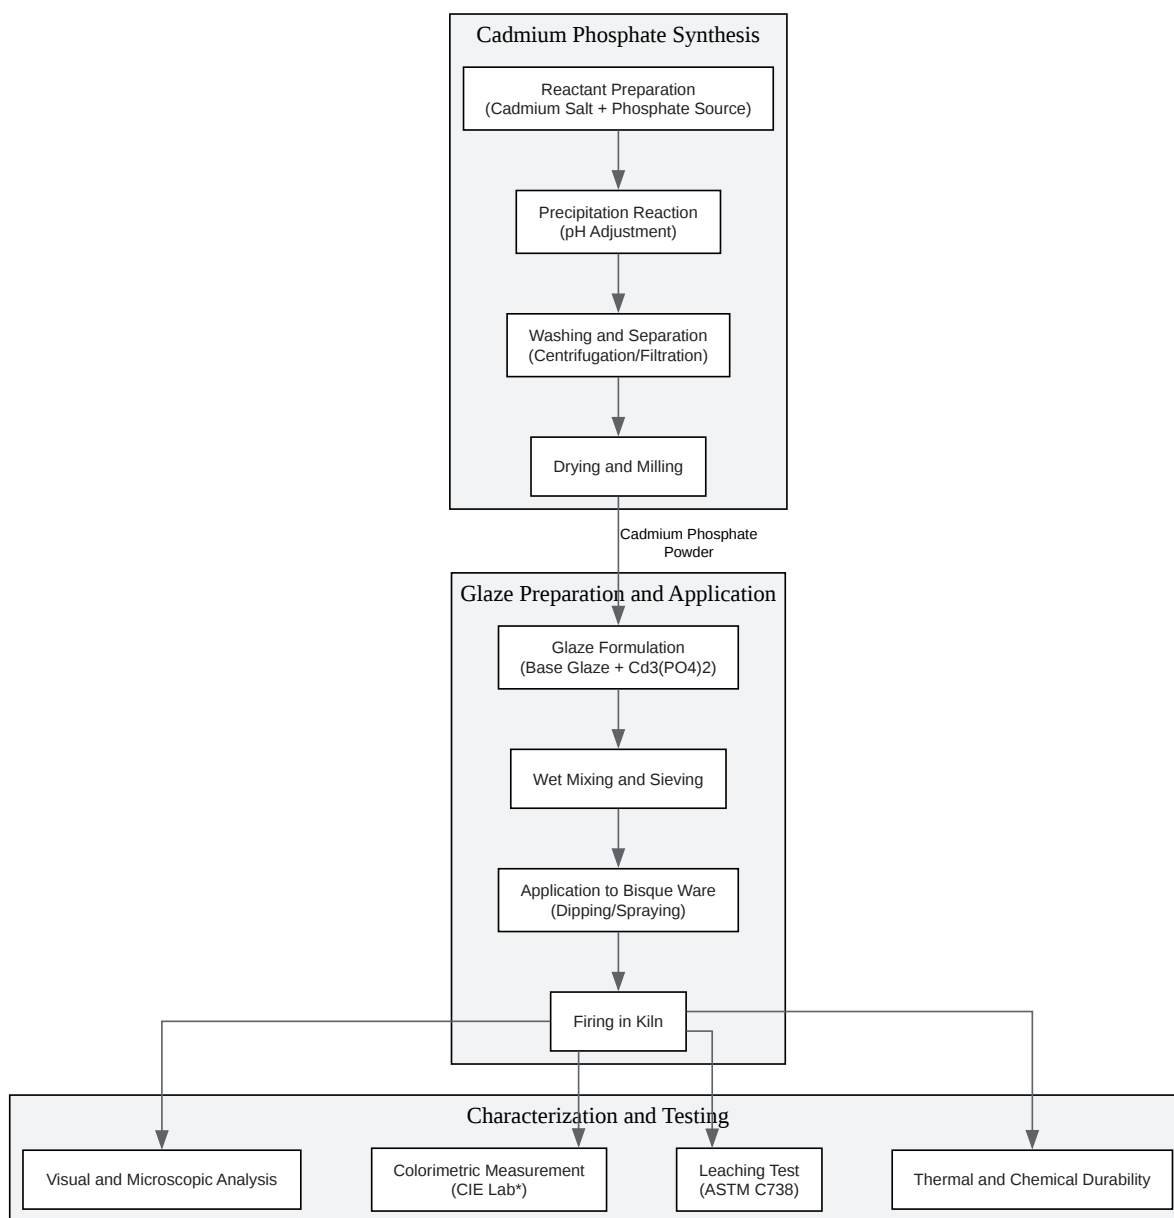 Cadmium Phosphate Synthesis
Reactant Preparation
(Cadmium Salt + Phosphate Source)
Precipitation Reaction
(pH Adjustment)
Washing and Separation
(Centrifugation/Filtration)
Drying and Milling
Cadmium Phosphate
Powder
Glaze Preparation and Application
Glaze Formulation
(Base Glaze + Cd3(PO4)2)
Wet Mixing and Sieving
Application to Bisque Ware
(Dipping/Spraying)
Firing in Kiln
Characterization and Testing
Visual and Microscopic Analysis
Colorimetric Measurement
(CIE Lab*)
Leaching Test
(ASTM C738)
Thermal and Chemical Durability